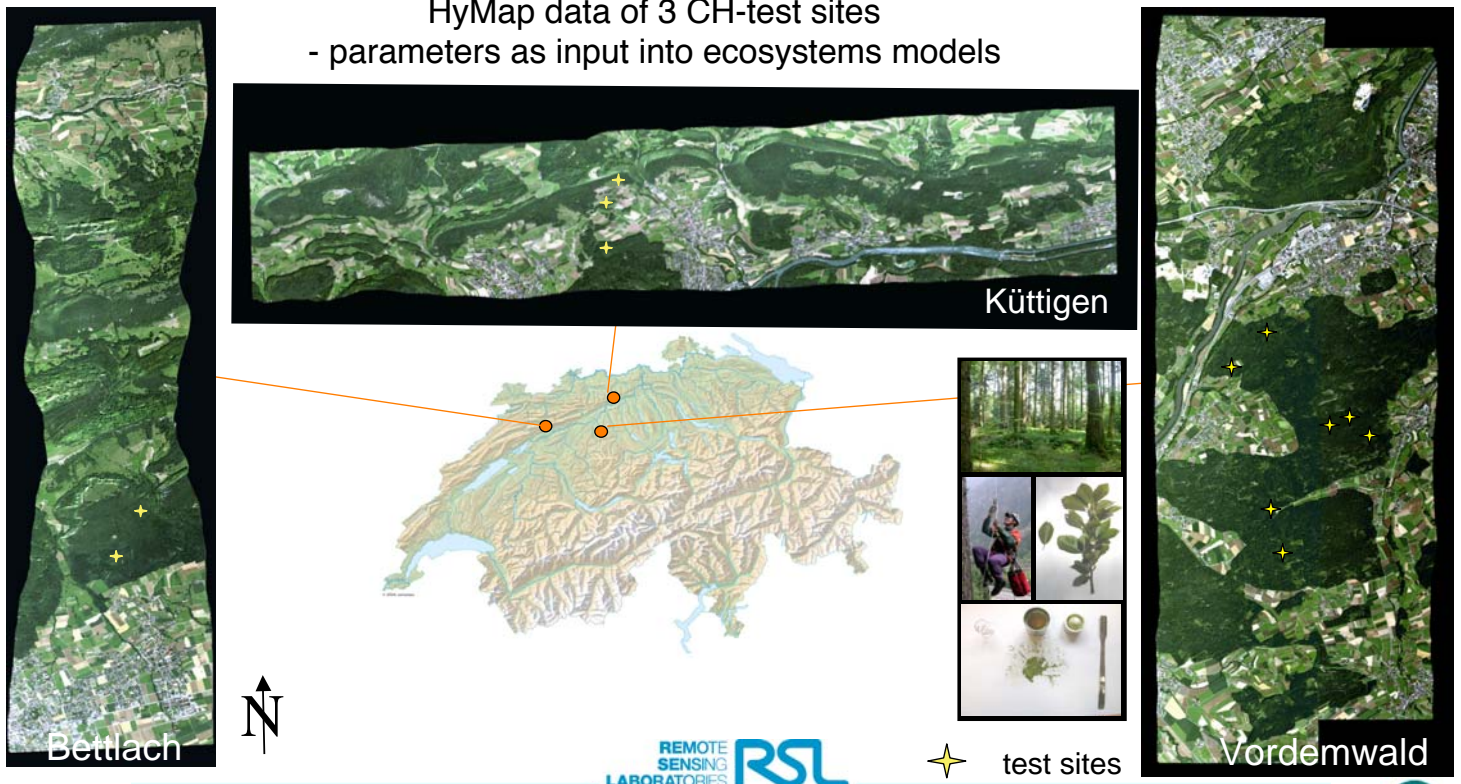 HyMap data of 3 CH-test sites
- parameters as input into ecosystems models
Küttigen
Bettlach
N
REMOTE
SENSING
LABORATORIES
RSL
test sites
Vordemwald